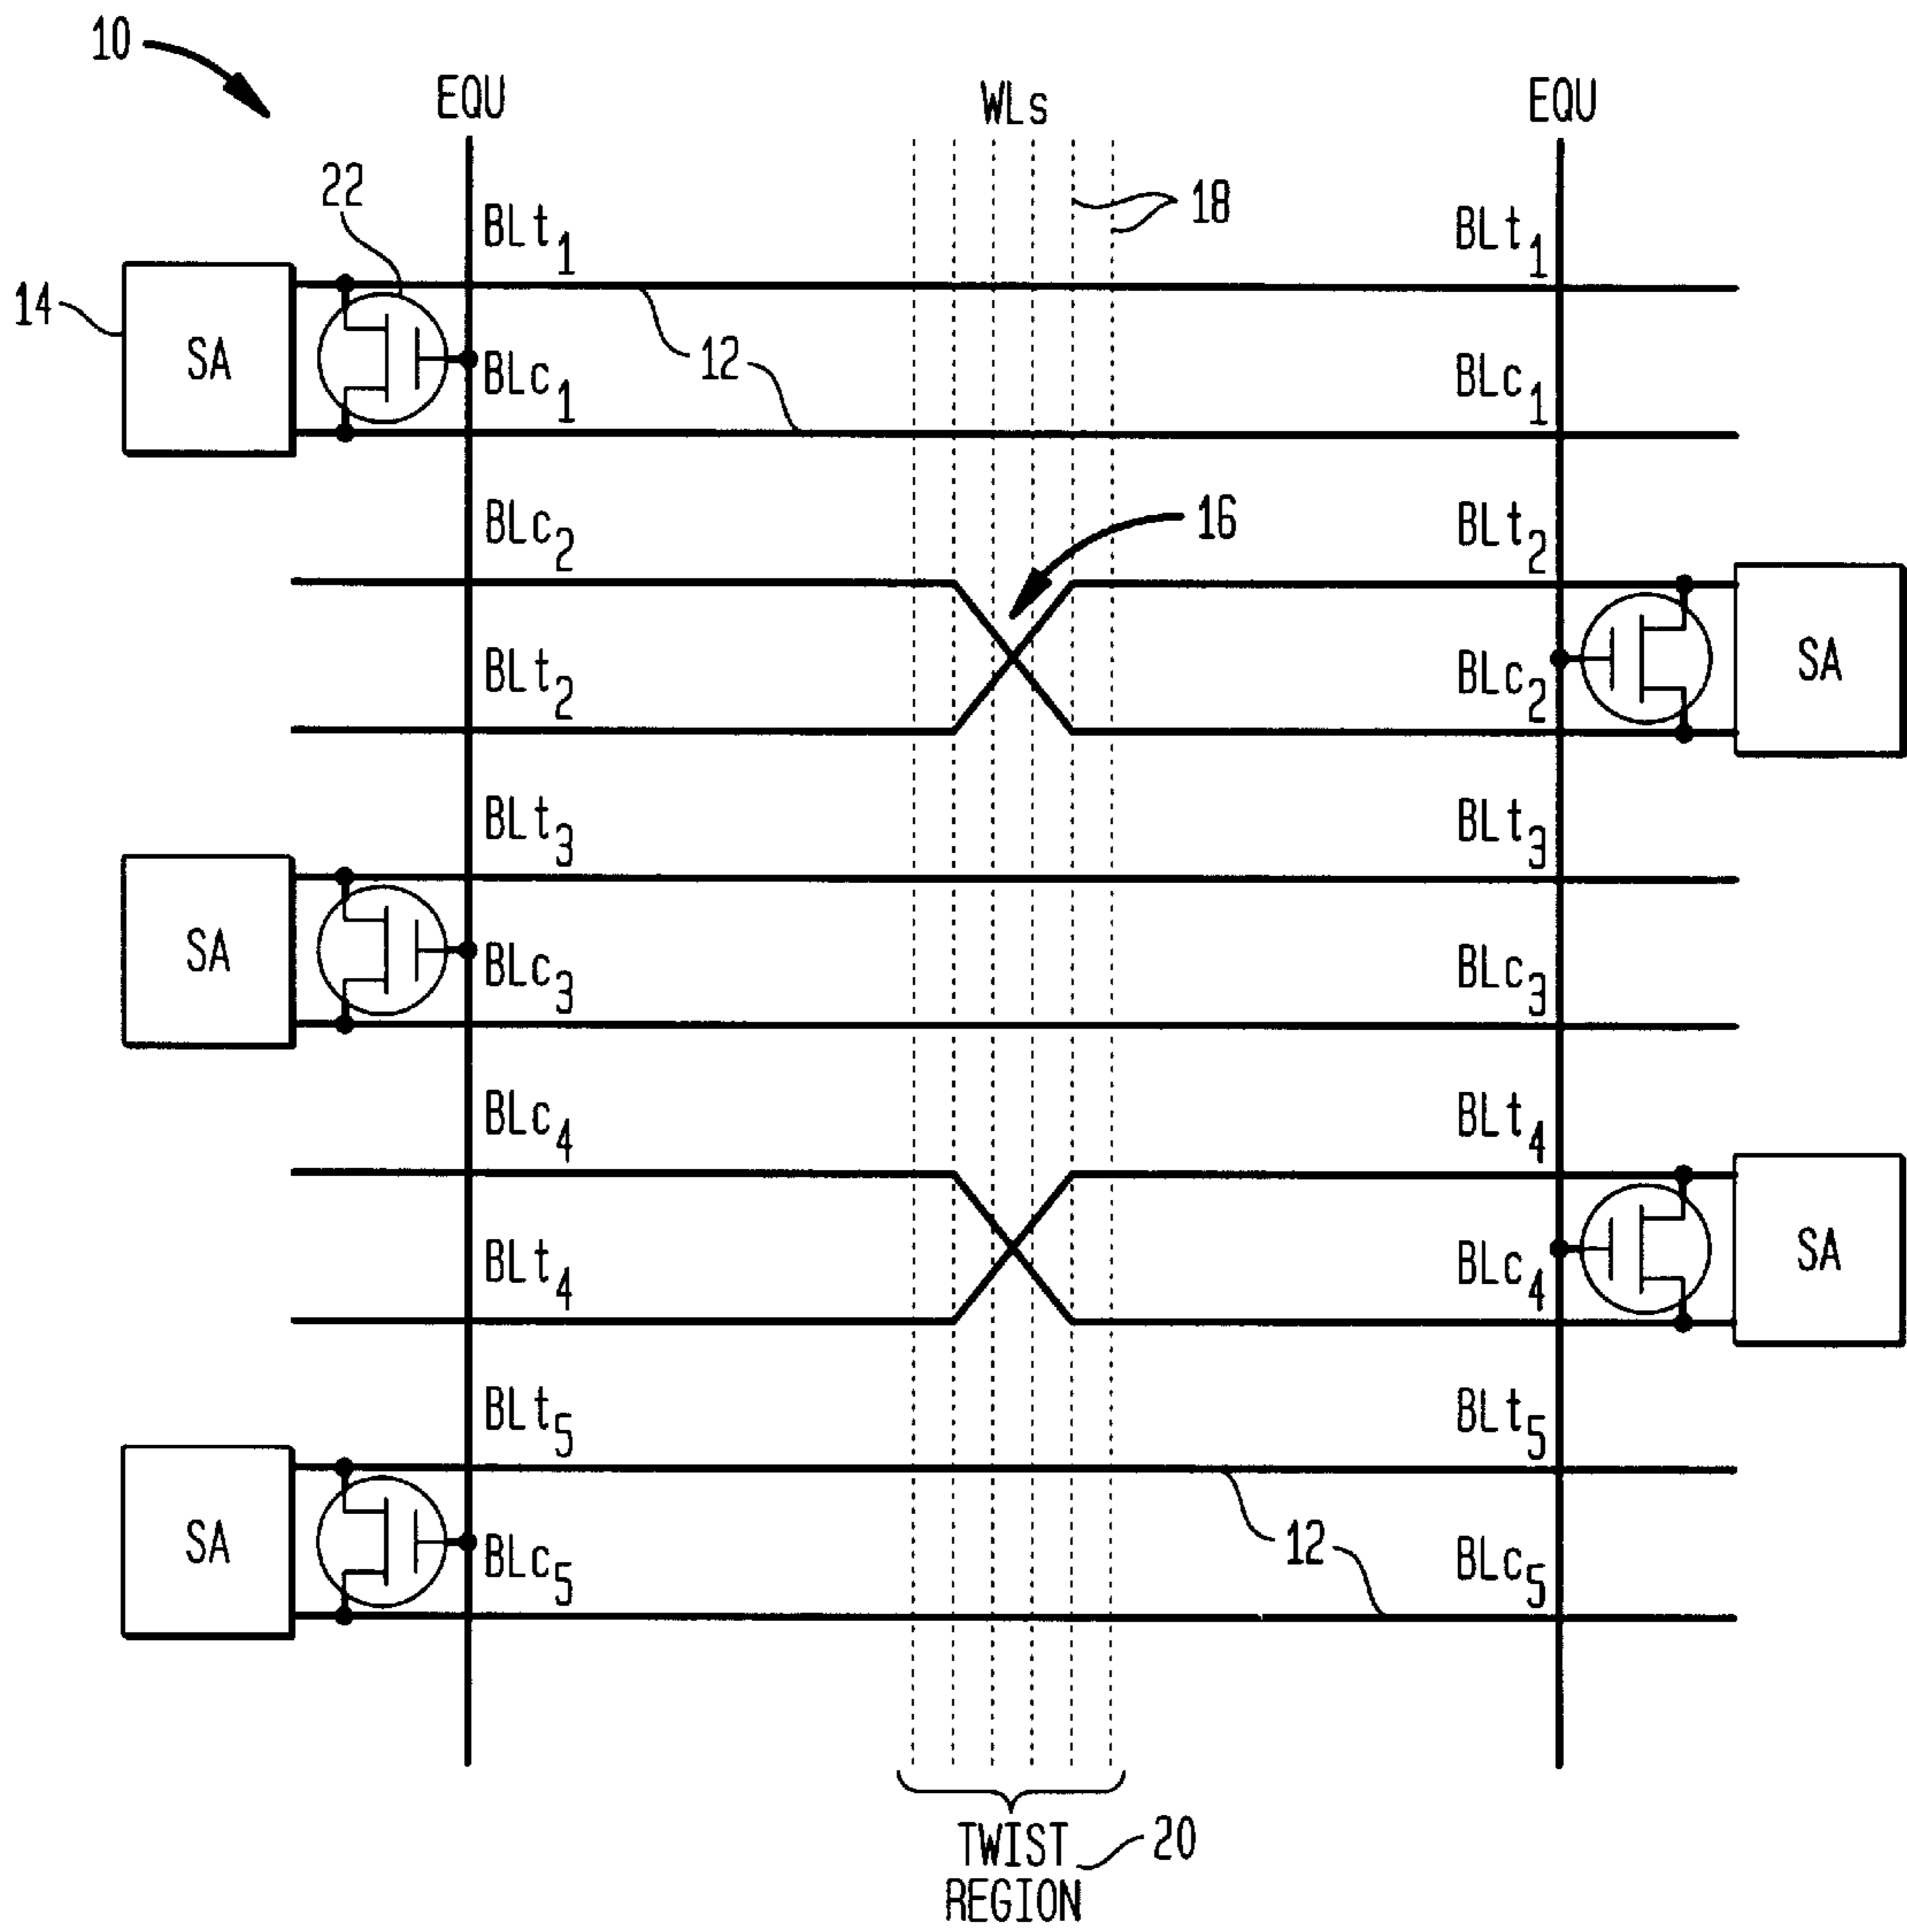 10
EQU WLs EQU
22 18
BLt1 BLt1
14 SA 12
BLc1 BLc1
BLc2 16 BLt2
BLt2 BLc2 SA
BLt3 BLt3
SA BLc3 BLc3
BLc4 BLt4
BLt4 BLc4 SA
BLt5 BLt5
SA BLc5 12 BLc5
TWIST 20
REGION